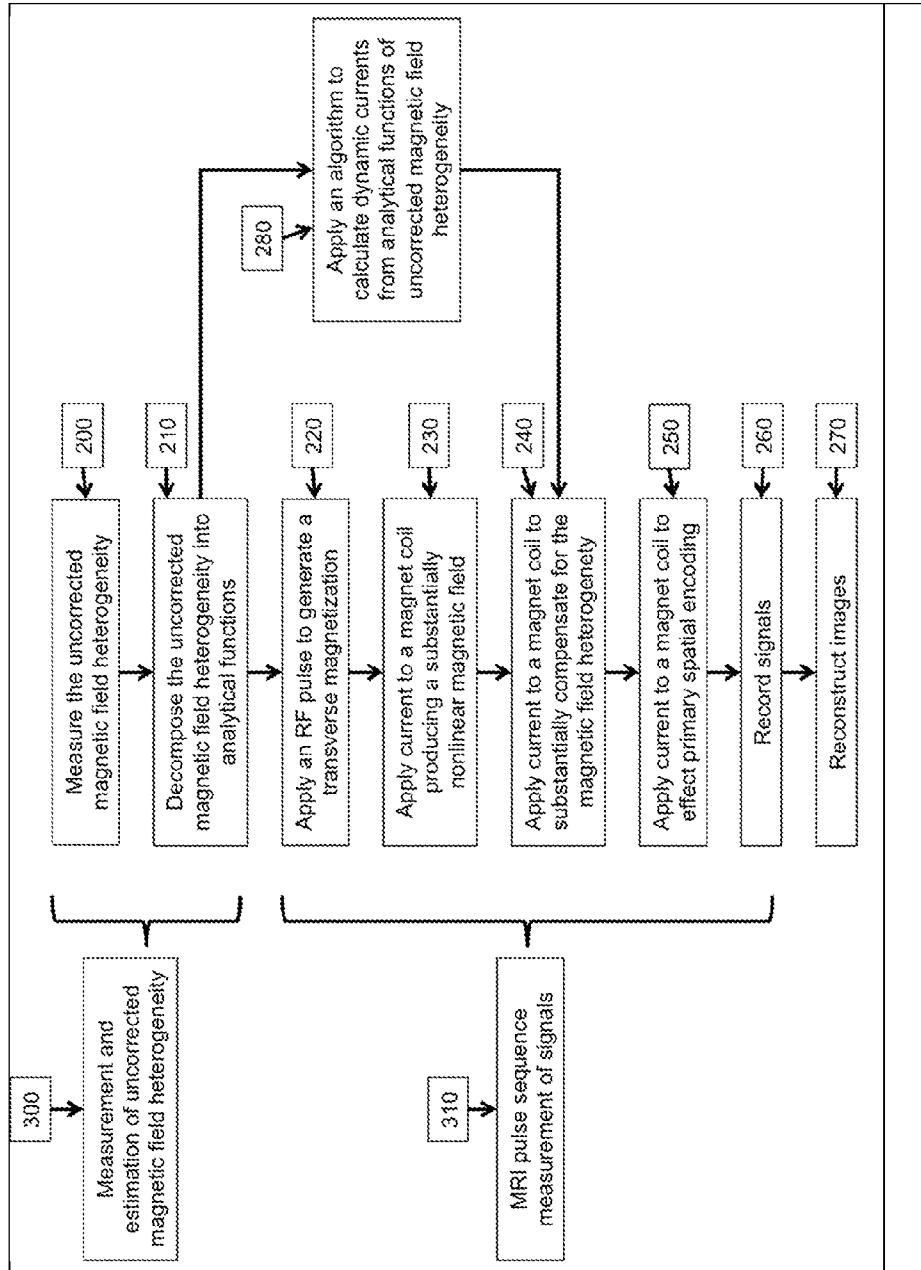 300
Measurement and
estimation of uncorrected
magnetic field heterogeneity
310
MRI pulse sequence
measurement of signals
Measure the uncorrected
magnetic field heterogeneity
200
Decompose the uncorrected
magnetic field heterogeneity into
analytical functions
210
Apply an RF pulse to generate a
transverse magnetization
220
Apply current to a magnet coil
producing a substantially
nonlinear magnetic field
230
Apply current to a magnet coil to
substantially compensate for the
magnetic field heterogenety
240
Apply current to a magnet coil to
effect primary spatial encoding
250
Record signals
260
Reconstruct images
270
280
Apply an algorithm to
calculate dynamic currents
from analytical functions of
uncorrected magnetic field
heterogeneity